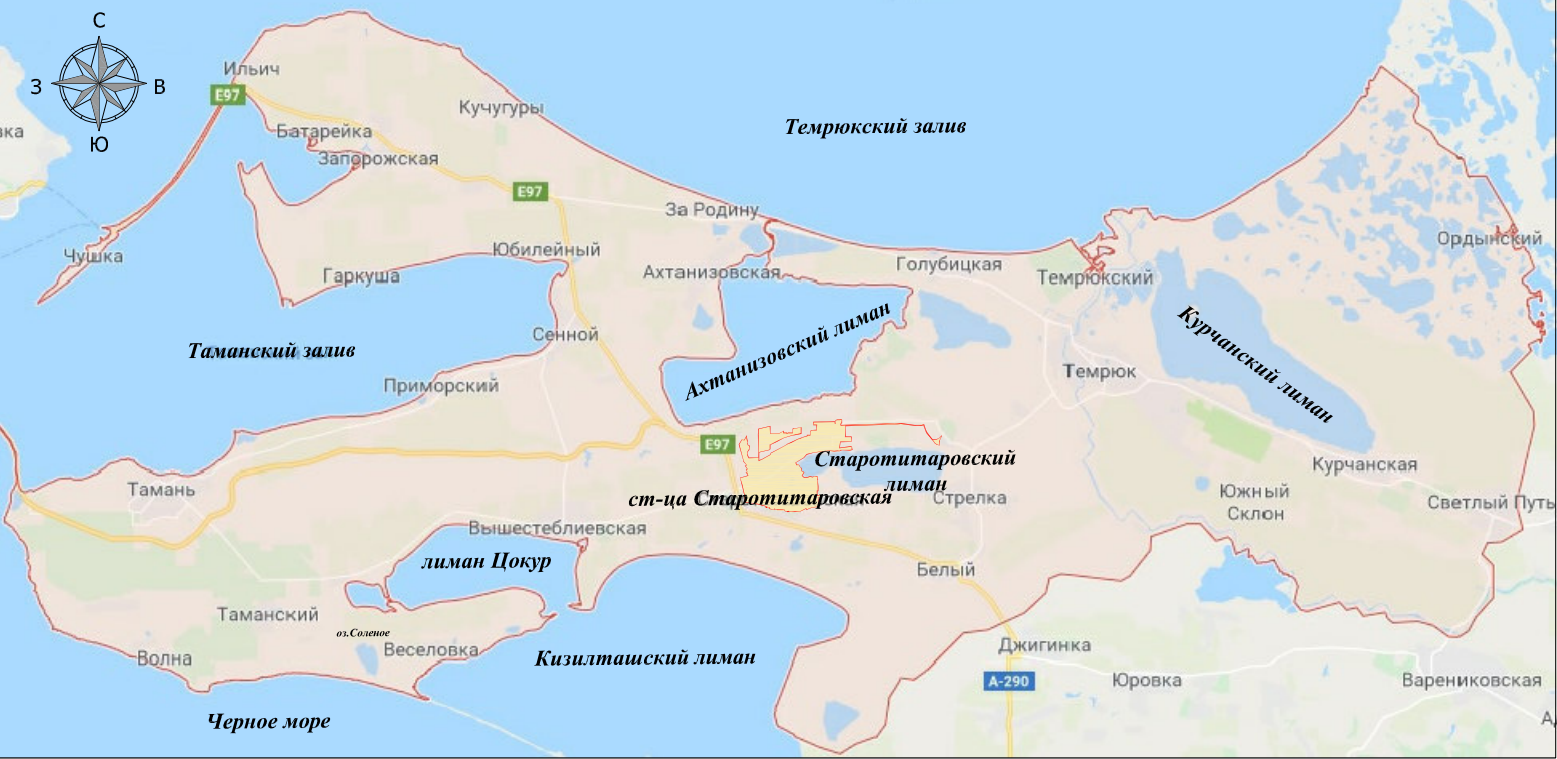 С
З
В
Ю
Ильич
E97
Кучугуры
Батарейка
Запорожская
Темрюкский залив
E97
За Родину
Чушка
Гаркуша
Юбилейный
Ахтанизовская
Голубицкая
Темрюкский
Ордынский
Таманский залив
Сенной
Ахтанизовский лиман
Курчанский лиман
Приморский
Темрюк
E97
Старотитаровский
лиман
Курчанская
Тамань
ст-ца Старотитаровская
Стрелка
Южный
Склон
Светлый Путь
Вышестеблиевская
лиман Цокур
Белый
Таманский
оз.Соленое
Веселовка
Волна
Кизилташский лиман
Джигинка
A-290
Юровка
Варениковская
Черное море